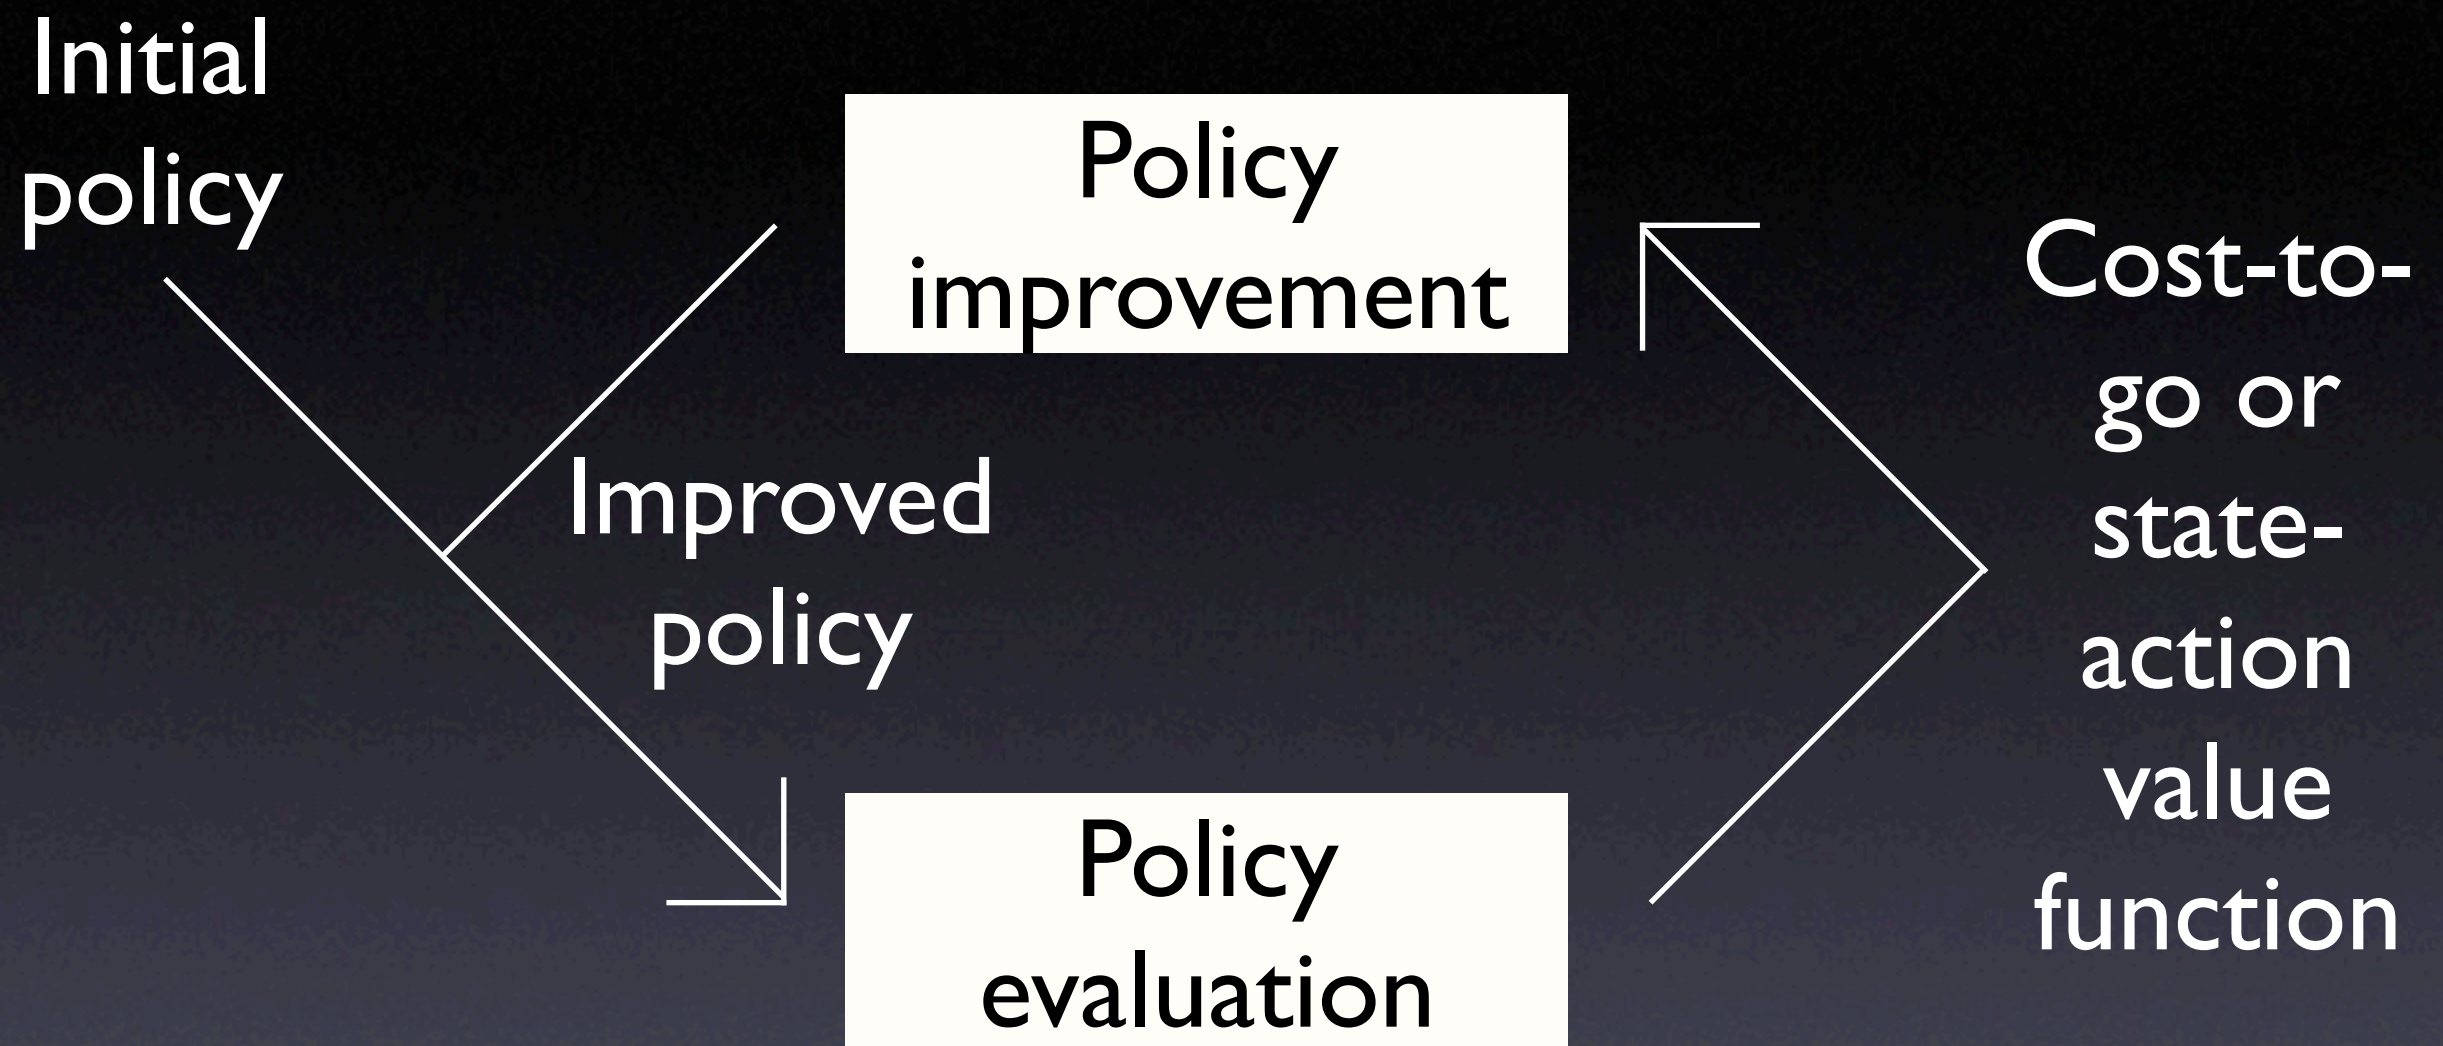 Initial
policy
Policy
improvement
Improved
policy
Policy
evaluation
Cost-to-
go or
state-
action
value
function